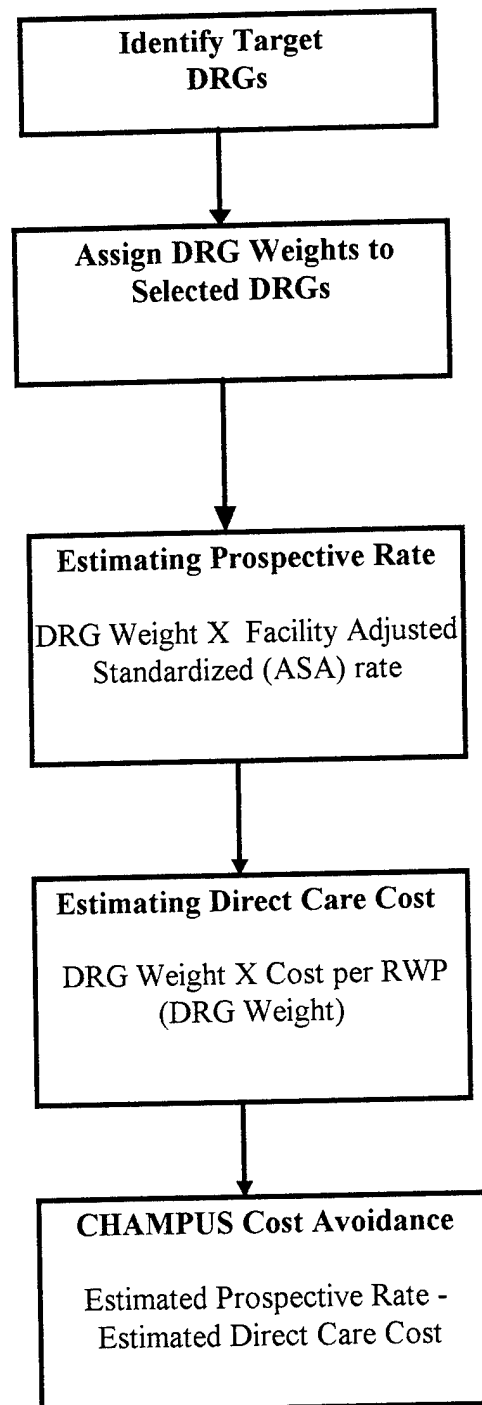 Identify Target
DRGs
Assign DRG Weights to
Selected DRGs
Estimating Prospective Rate
DRG Weight X Facility Adjusted
Standardized (ASA) rate
Estimating Direct Care Cost
DRG Weight X Cost per RWP
(DRG Weight)
CHAMPUS Cost Avoidance
Estimated Prospective Rate -
Estimated Direct Care Cost